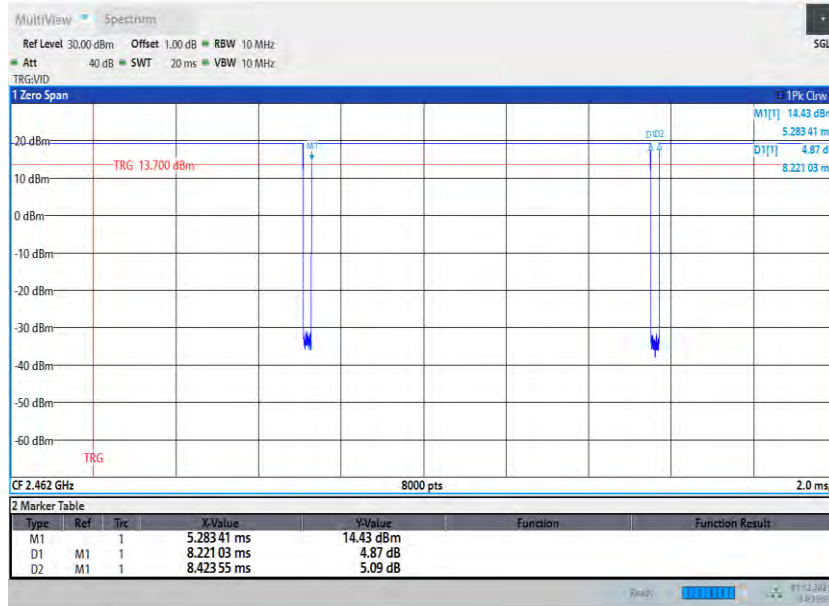 MultiView Spectrum
Ref Level 30.00 dBm Offset 1.00 dB RBW 10 MHz
SGL
Att 40 dB SWT 20 ms VBW 10 MHz
TRG:VID
1 Zero Span 1Pk Clrw
M1[1] 14.43 dBm
5.283 41 m
D1[1] 4.87 d
8.221 03 m
D1D2
M1
20 dBm
TRG 13.700 dBm
10 dBm
0 dBm
-10 dBm
-20 dBm
-30 dBm
-40 dBm
-50 dBm
-60 dBm
TRG
CF 2.462 GHz 8000 pts 2.0 ms
2 Marker Table
Type Ref Trc X-Value Y-Value Function Function Result
M1 1 5.283 41 ms 14.43 dBm
D1 M1 1 8.221 03 ms 4.87 dB
D2 M1 1 8.423 55 ms 5.09 dB
Ready